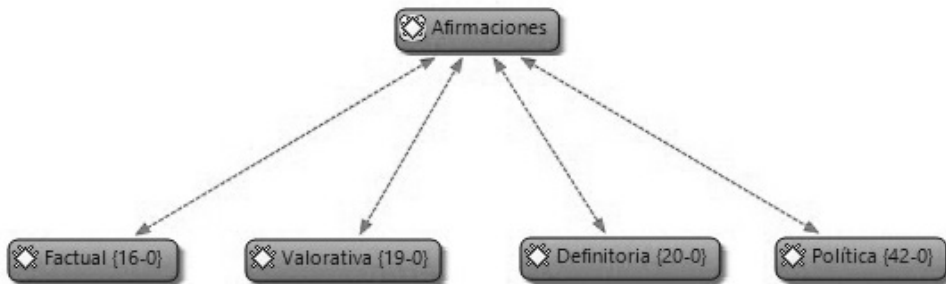 Afirmaciones
Factual {16-0}
Valorativa {19-0}
Definitoria {20-0}
Política {42-0}